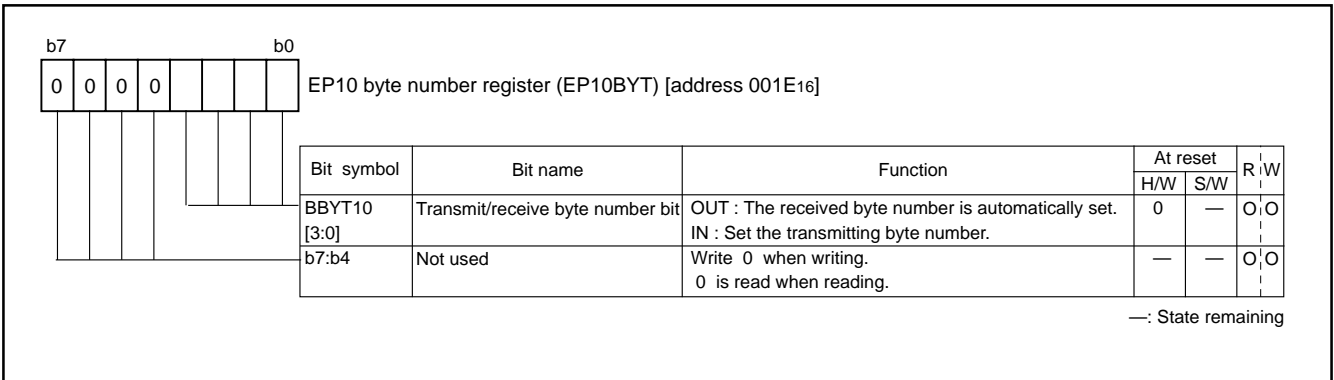 b7 b0
0 0 0 0
EP10 byte number register (EP10BYT) [address 001E16]
Bit symbol Bit name Function At reset R W
H/W S/W
BBYT10 Transmit/receive byte number bit OUT : The received byte number is automatically set. 0 — O O
[3:0] IN : Set the transmitting byte number.
b7:b4 Not used Write 0 when writing. — — O O
0 is read when reading.
—: State remaining